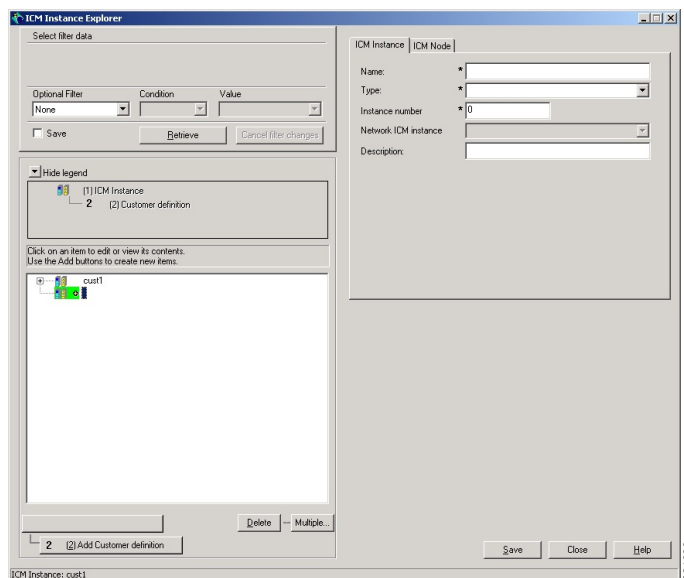 ICM Instance Explorer
Select filter data
Optional Filter Condition Value
None
Save Retrieve Cancel filter changes
Hide legend
(1) ICM Instance
2 (2) Customer definition
Click on an item to edit or view its contents.
Use the Add buttons to create new items.
cust1
Delete Multiple...
2 (2) Add Customer definition
ICM Instance ICM Node
Name: *
Type: *
Instance number * 0
Network ICM instance
Description:
Save Close Help
ICM Instance: cust1